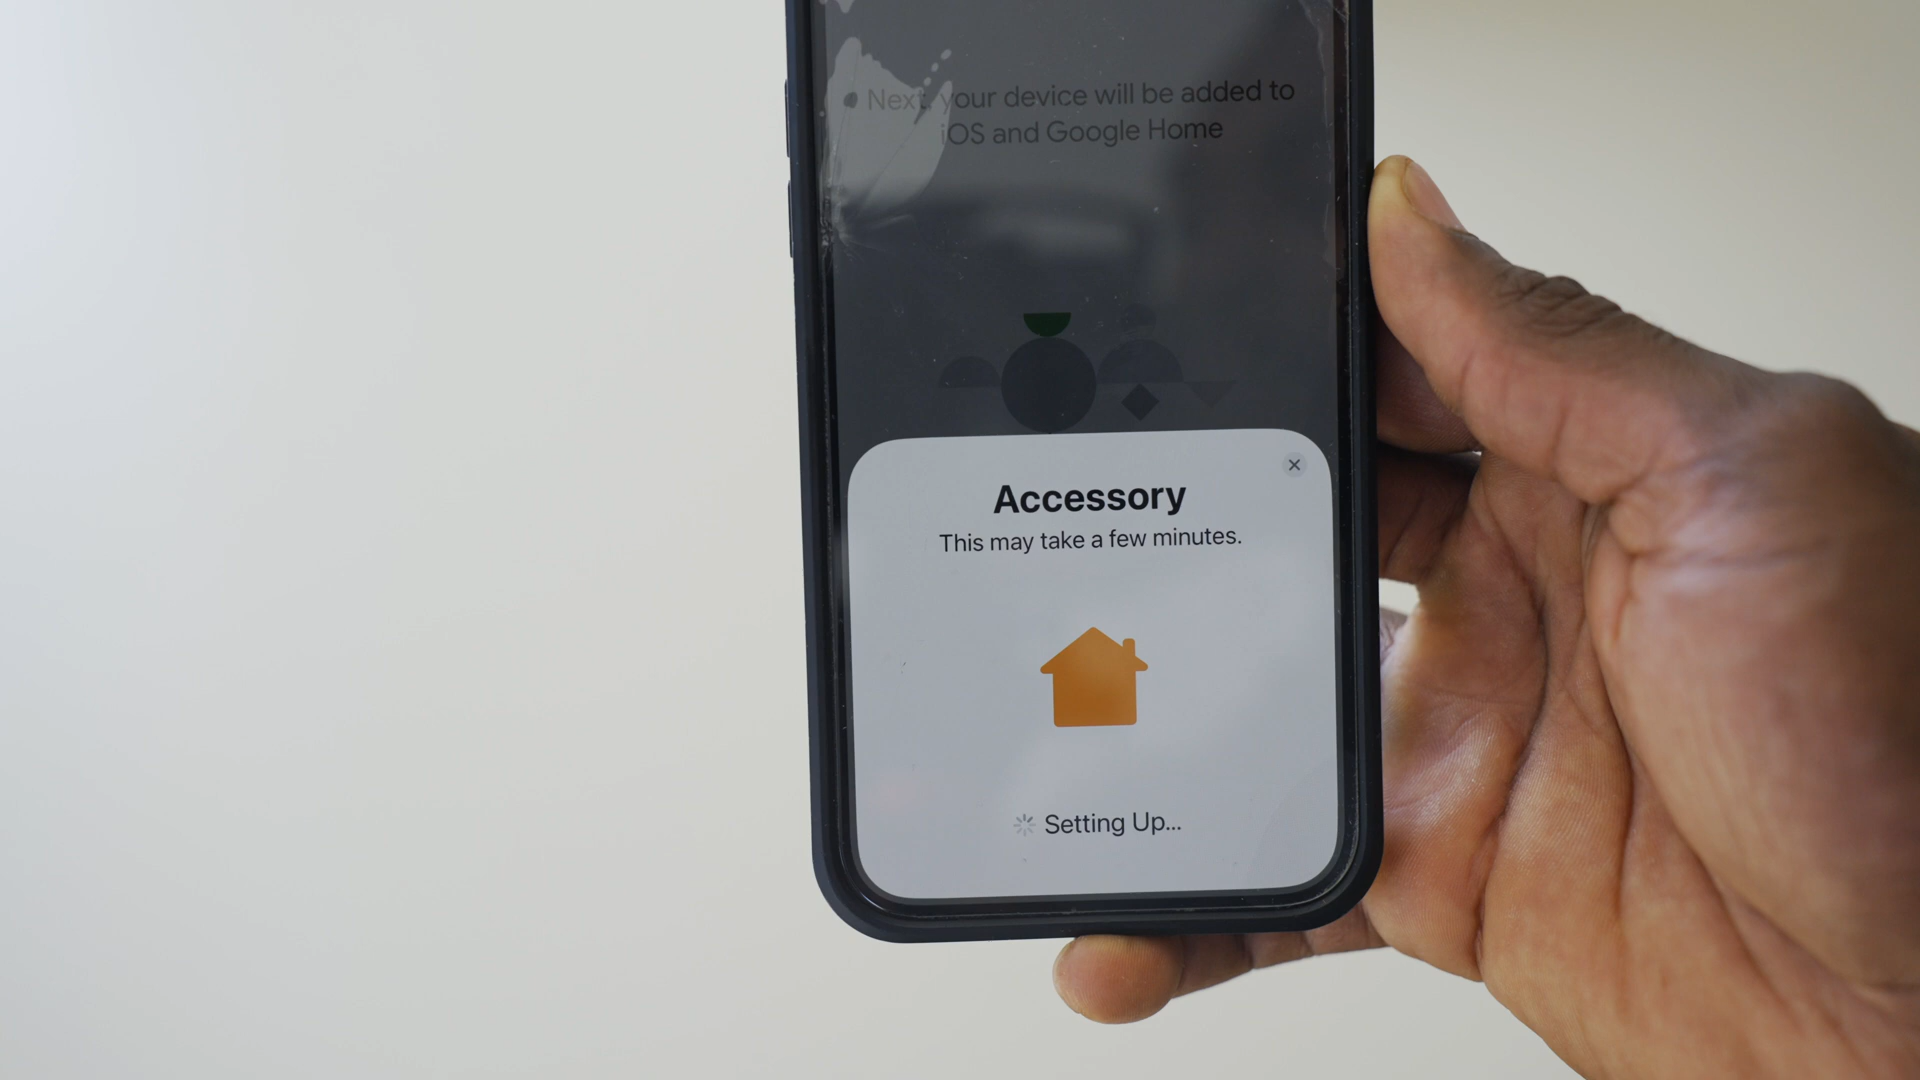 Next, your device will be added to
iOS and Google Home
Accessory
This may take a few minutes.
Setting Up...